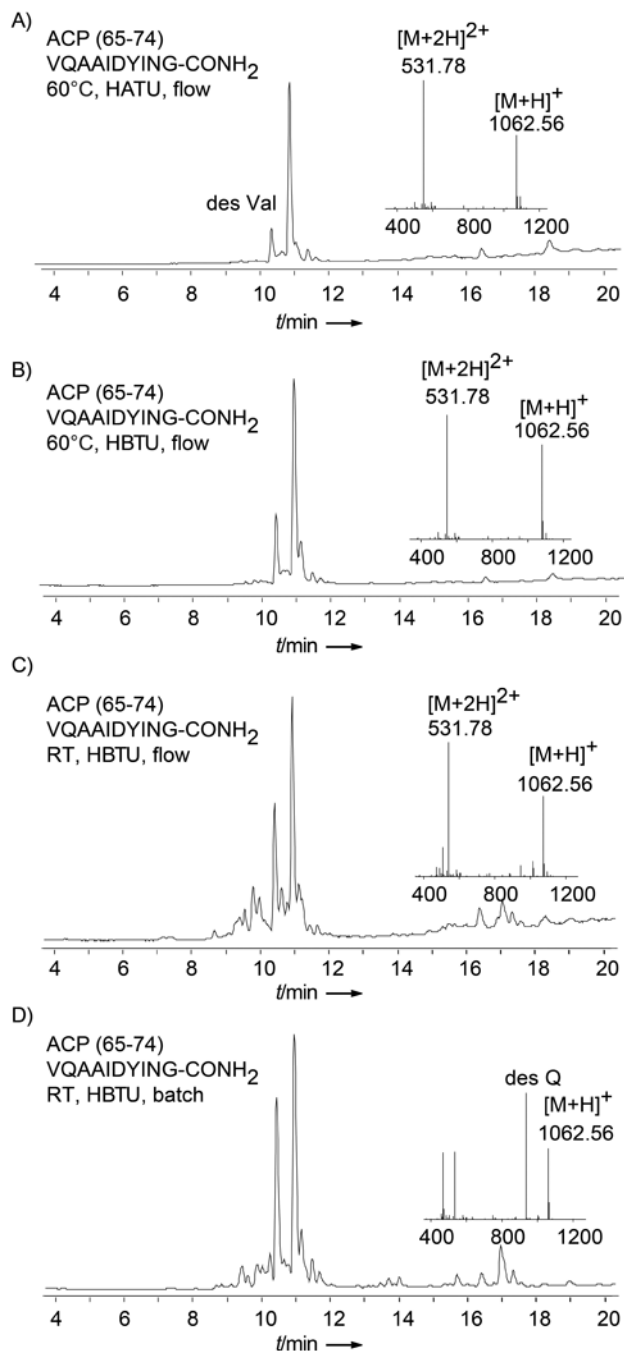 A)
ACP (65-74)
VQAAIDYING-CONH2
60°C, HATU, flow
des Val
[M+2H]2+
531.78
[M+H]+
1062.56
400 800 1200
4 6 8 10 12 14 16 18 20
t/min
B)
ACP (65-74)
VQAAIDYING-CONH2
60°C, HBTU, flow
[M+2H]2+
531.78
[M+H]+
1062.56
400 800 1200
4 6 8 10 12 14 16 18 20
t/min
C)
ACP (65-74)
VQAAIDYING-CONH2
RT, HBTU, flow
[M+2H]2+
531.78
[M+H]+
1062.56
400 800 1200
4 6 8 10 12 14 16 18 20
t/min
D)
ACP (65-74)
VQAAIDYING-CONH2
RT, HBTU, batch
des Q
[M+H]+
1062.56
400 800 1200
4 6 8 10 12 14 16 18 20
t/min